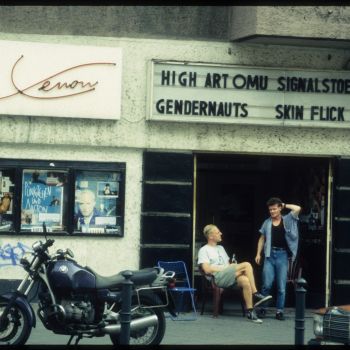 Xenon
HIGH ART OMU SIGNALSTOE
GENDERNAUTS SKIN FLICK